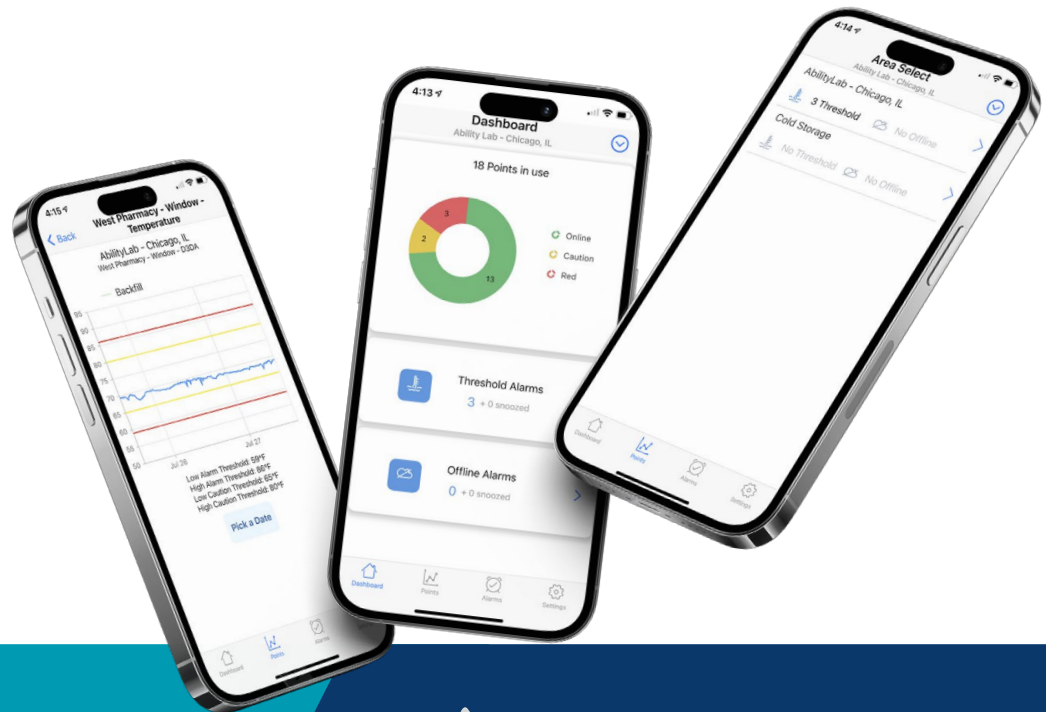 4:15
Back
West Pharmacy - Window -
Temperature
AbilityLab - Chicago, IL
West Pharmacy - Window - D3DA
Backfill
95
90
85
80
75
70
65
60
55
50
Jul 26
Jul 27
Low Alarm Threshold: 59°F
High Alarm Threshold: 86°F
Low Caution Threshold: 65°F
High Caution Threshold: 80°F
Pick a Date
Dashboard
Points
Alarms
4:13
Dashboard
Ability Lab - Chicago, IL
18 Points in use
3
2
13
Online
Caution
Red
Threshold Alarms
3 + 0 snoozed
Offline Alarms
0 + 0 snoozed
Dashboard
Points
Alarms
Settings
4:14
Area Select
Ability Lab - Chicago, IL
AbilityLab - Chicago, IL
3 Threshold No Offline
Cold Storage
No Threshold No Offline
Dashboard
Points
Alarms
Settings